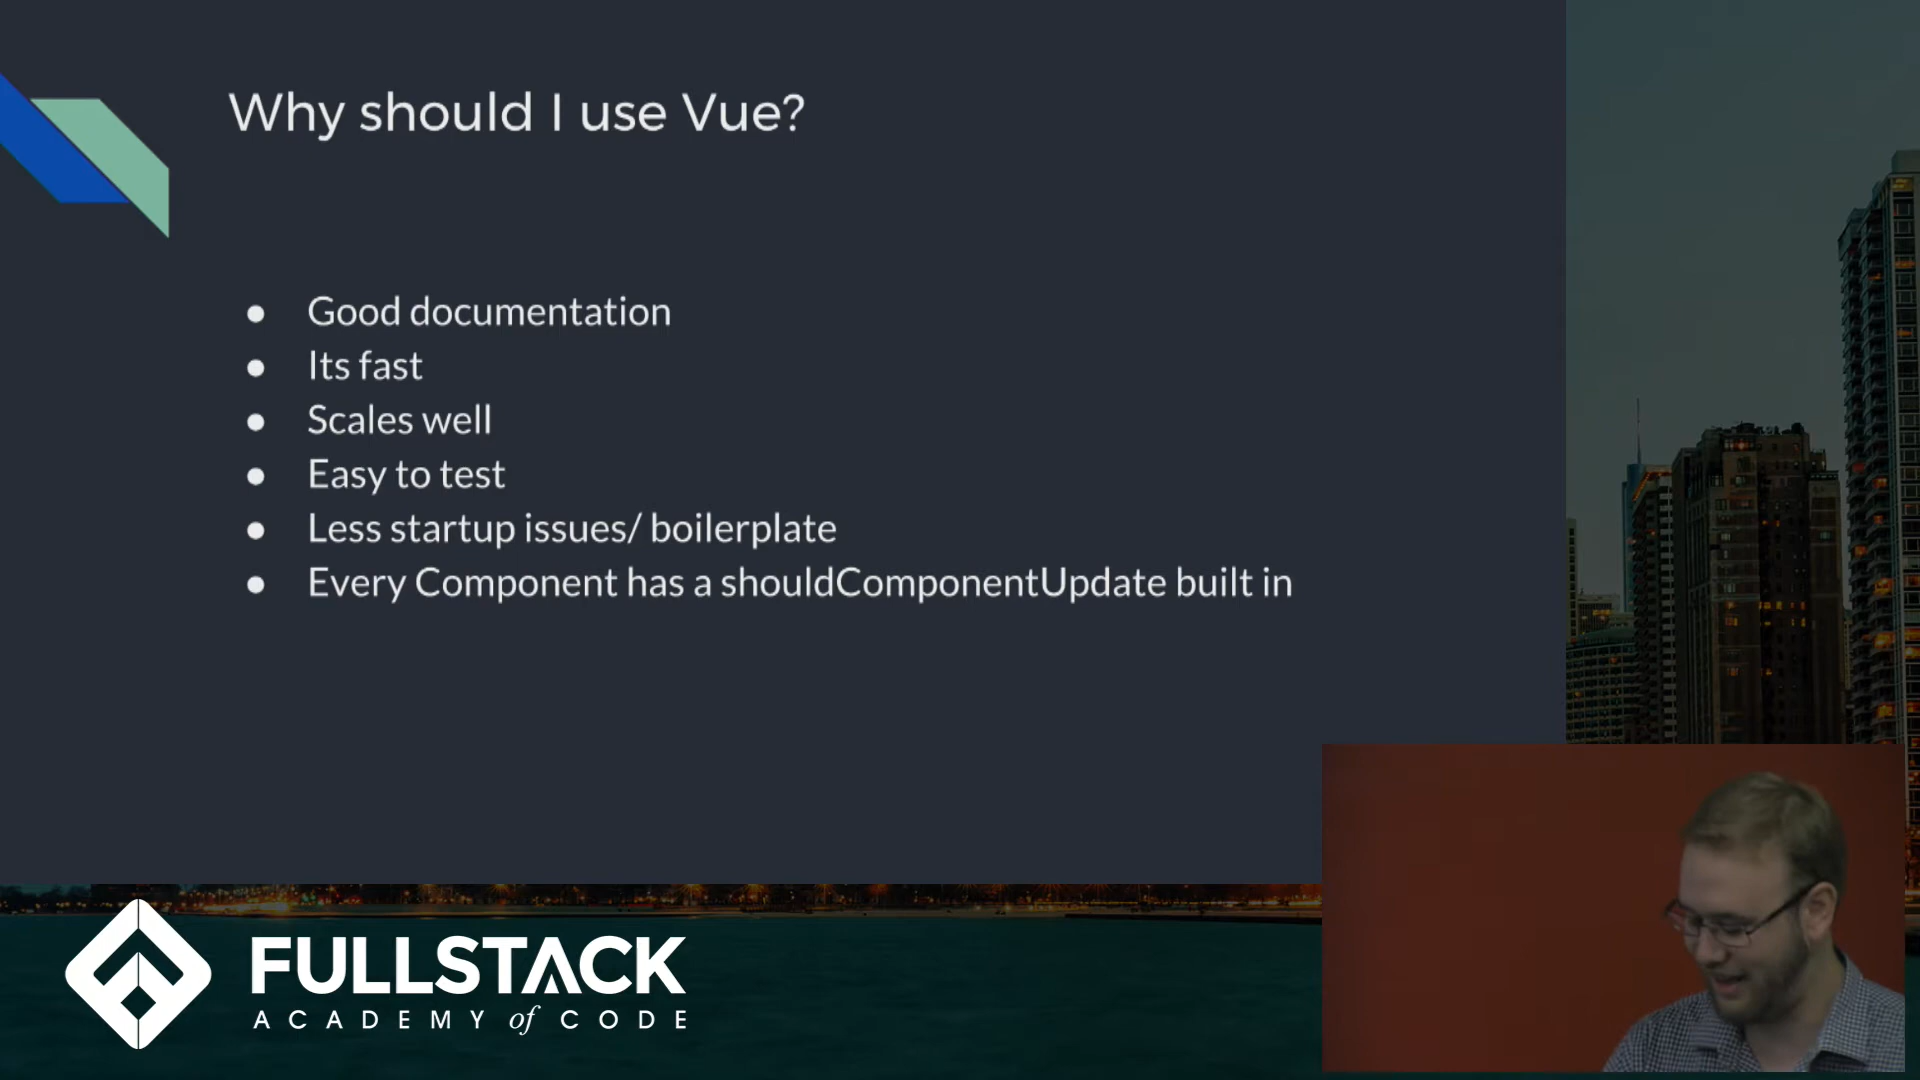 Why should I use Vue?
● Good documentation
● Its fast
● Scales well
● Easy to test
● Less startup issues/ boilerplate
● Every Component has a shouldComponentUpdate built in
FULLSTACK
ACADEMY of CODE